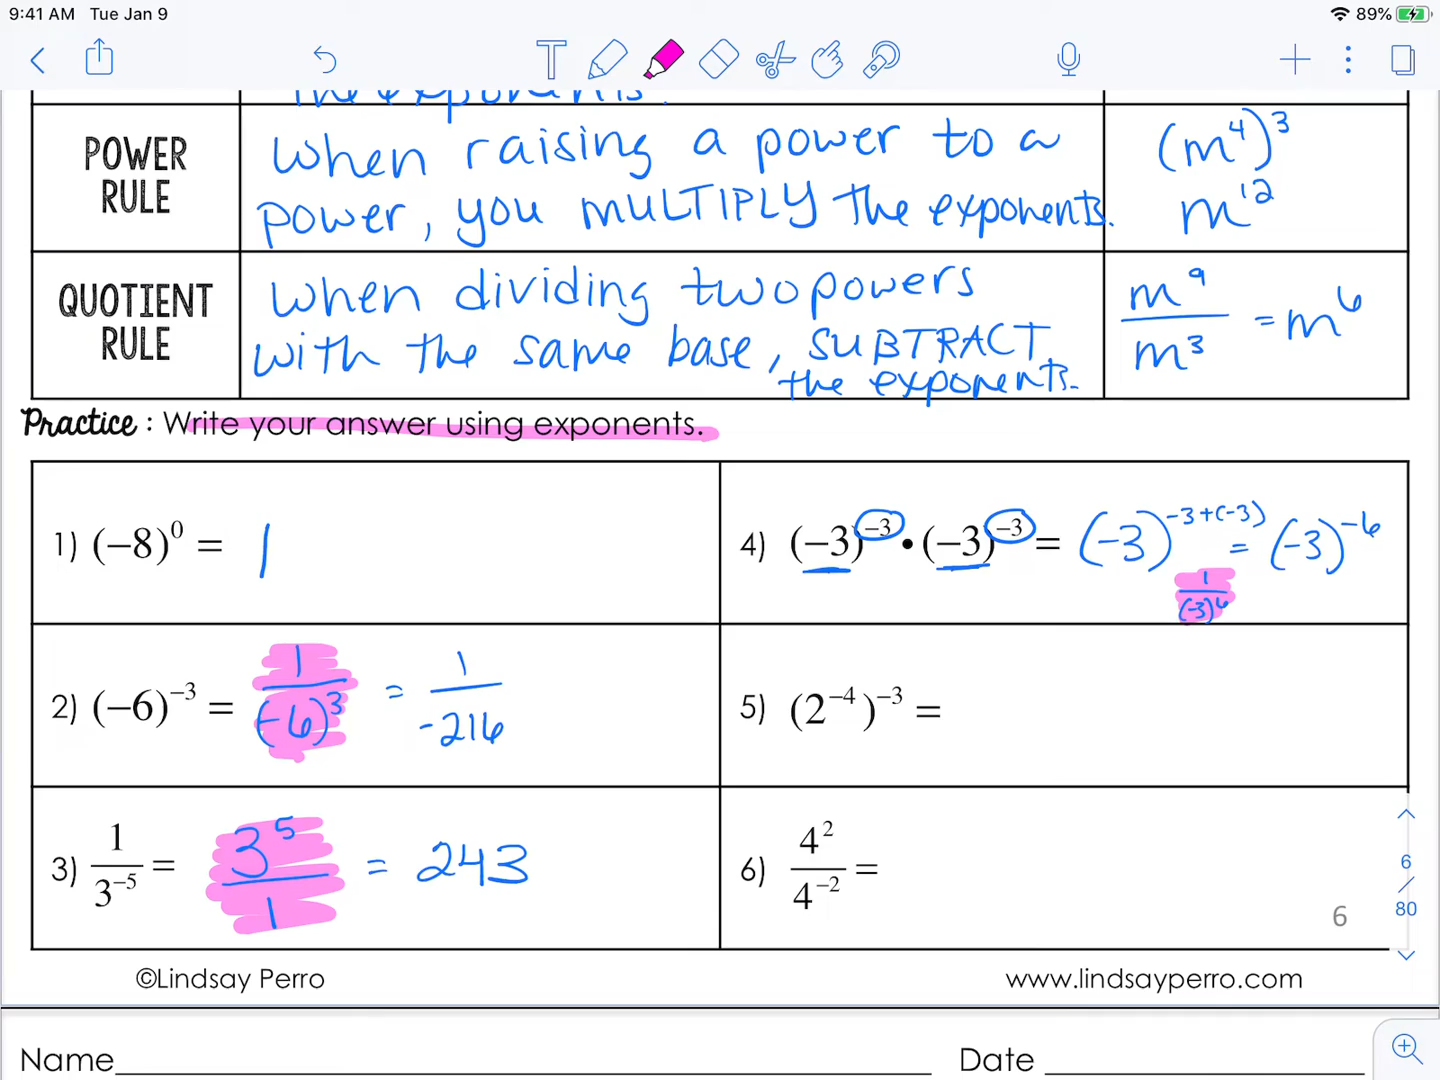 9:41 AM Tue Jan 9 89%
the exponents.
POWER RULE
When raising a power to a
power, you MULTIPLY the exponents.
(m⁴)³
m¹²
QUOTIENT RULE
When dividing two powers
with the same base, SUBTRACT
the exponents.
m⁹/m³ = m⁶
Practice : Write your answer using exponents.
1) (−8)⁰ = 1
2) (−6)⁻³ = 1/(−6)³ = 1/-216
3) 1/3⁻⁵ = 3⁵/1 = 243
4) (−3)⁻³ • (−3)⁻³ = (−3)⁻³⁺⁽⁻³⁾ = (−3)⁻⁶
1/(-3)⁶
5) (2⁻⁴)⁻³ =
6) 4²/4⁻² =
6
6
/
80
©Lindsay Perro
www.lindsayperro.com
Name
Date